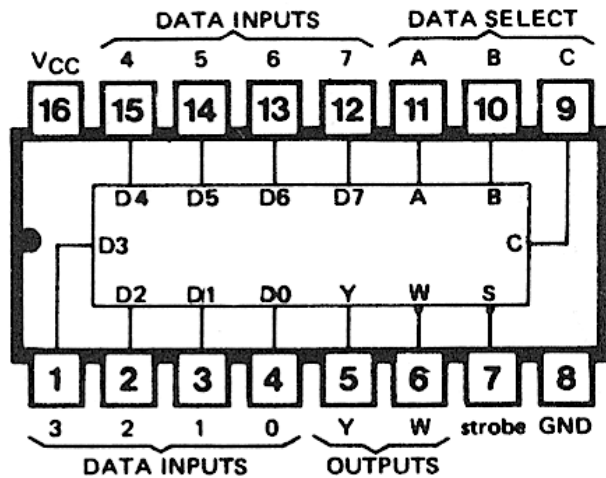 DATA INPUTS DATA SELECT
VCC 4 5 6 7 A B C
16 15 14 13 12 11 10 9
D4 D5 D6 D7 A B
D3 C
D2 D1 D0 Y W S
1 2 3 4 5 6 7 8
3 2 1 0 Y W strobe GND
DATA INPUTS OUTPUTS